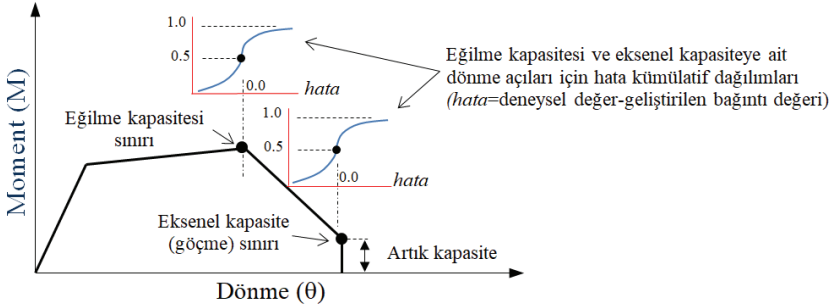 1.0
0.5
0.0
hata
Eğilme kapasitesi ve eksenel kapasiteye ait
dönme açıları için hata kümülatif dağılımları
(hata=deneysel değer-geliştirilen bağıntı değeri)
Moment (M)
Eğilme kapasitesi
sınırı
1.0
0.5
0.0
hata
Eksenel kapasite
(göçme) sınırı
Artık kapasite
Dönme (θ)